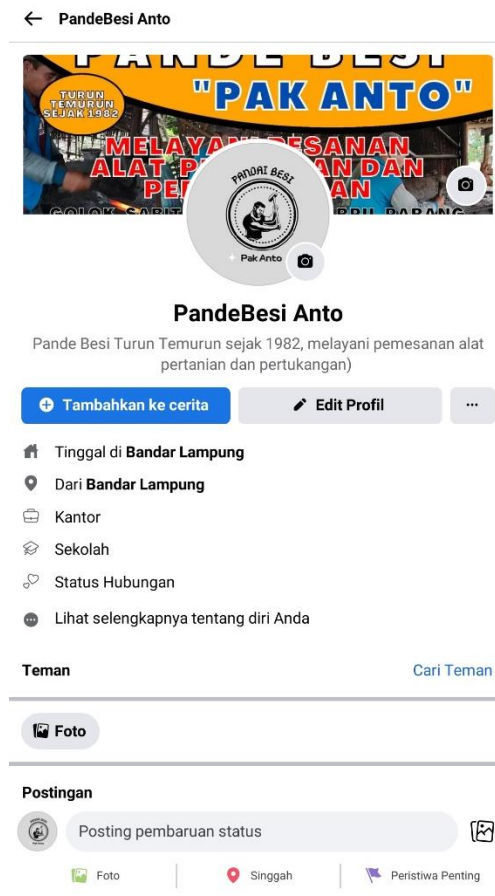 PandeBesi Anto
PANDE BESI
TURUN
TEMURUN
SEJAK 1982
"PAK ANTO"
ALAT
PANDAI BESI
Pak Anto
PandeBesi Anto
Pande Besi Turun Temurun sejak 1982, melayani pemesanan alat
pertanian dan pertukangan)
Tambahkan ke cerita
Edit Profil
Tinggal di Bandar Lampung
Dari Bandar Lampung
Kantor
Sekolah
Status Hubungan
Lihat selengkapnya tentang diri Anda
Teman
Cari Teman
Foto
Postingan
Posting pembaruan status
Foto
Singgah
Peristiwa Penting